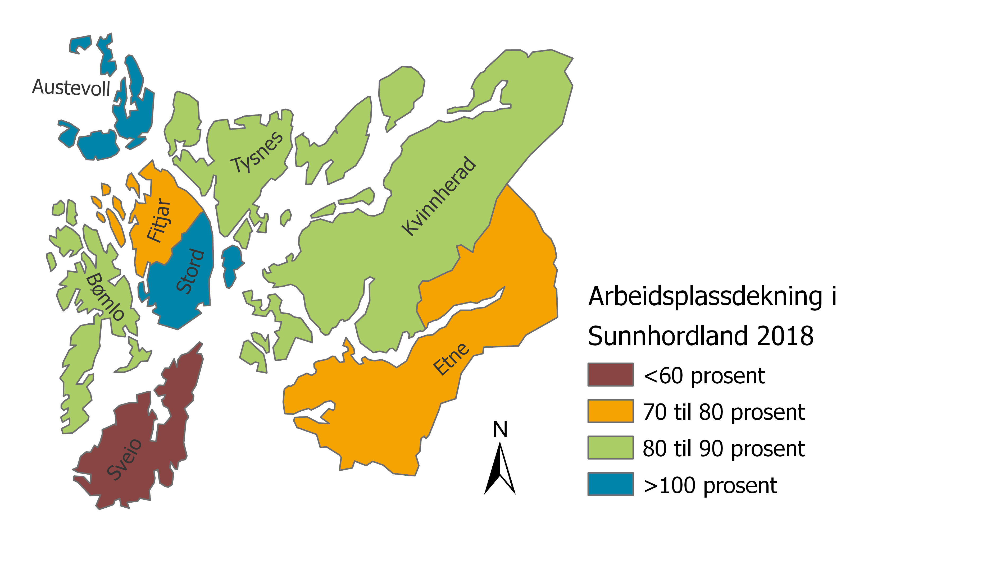 Austevoll
Tysnes
Kvinnherad
Fitjar
Stord
Bømlo
Etne
Sveio
N
Arbeidsplassdekning i
Sunnhordland 2018
<60 prosent
70 til 80 prosent
80 til 90 prosent
>100 prosent